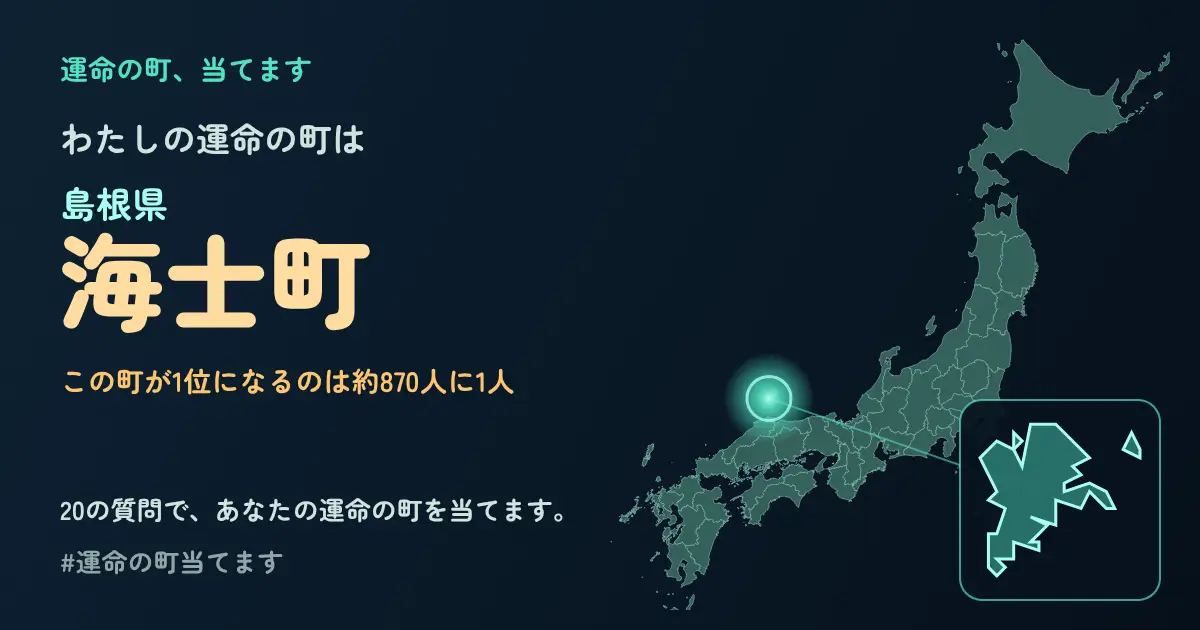 運命の町、当てます
わたしの運命の町は
島根県
海士町
この町が1位になるのは約870人に1人
20の質問で、あなたの運命の町を当てます。
#運命の町当てます